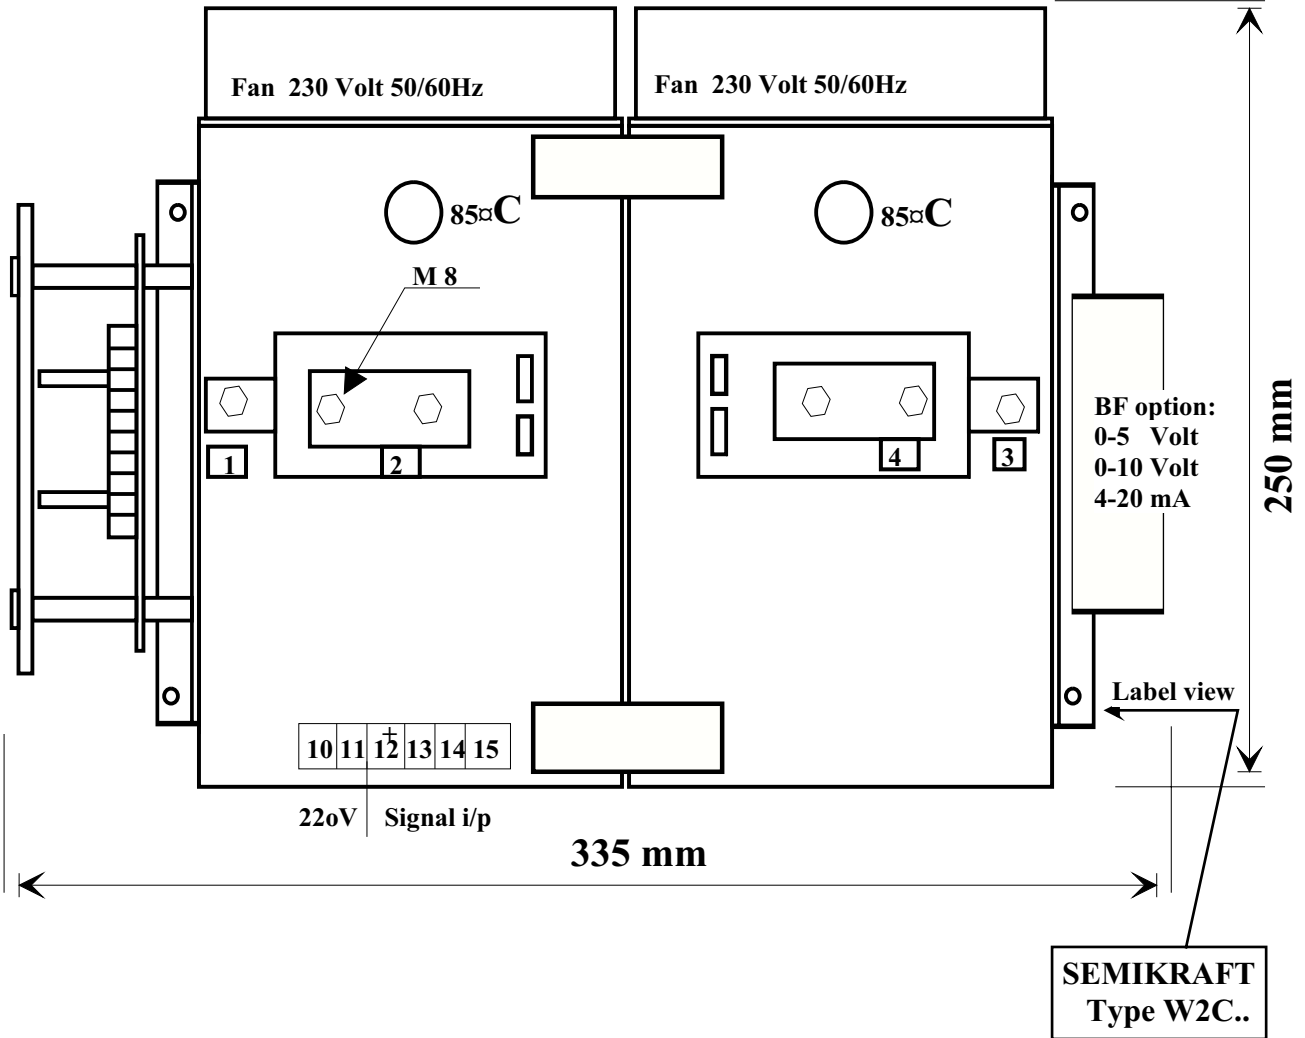 Fan 230 Volt 50/60Hz
Fan 230 Volt 50/60Hz
85¤C
85¤C
M 8
1
2
4
3
BF option:
0-5 Volt
0-10 Volt
4-20 mA
250 mm
Label view
+
10 11 12 13 14 15
22oV Signal i/p
335 mm
SEMIKRAFT
Type W2C..